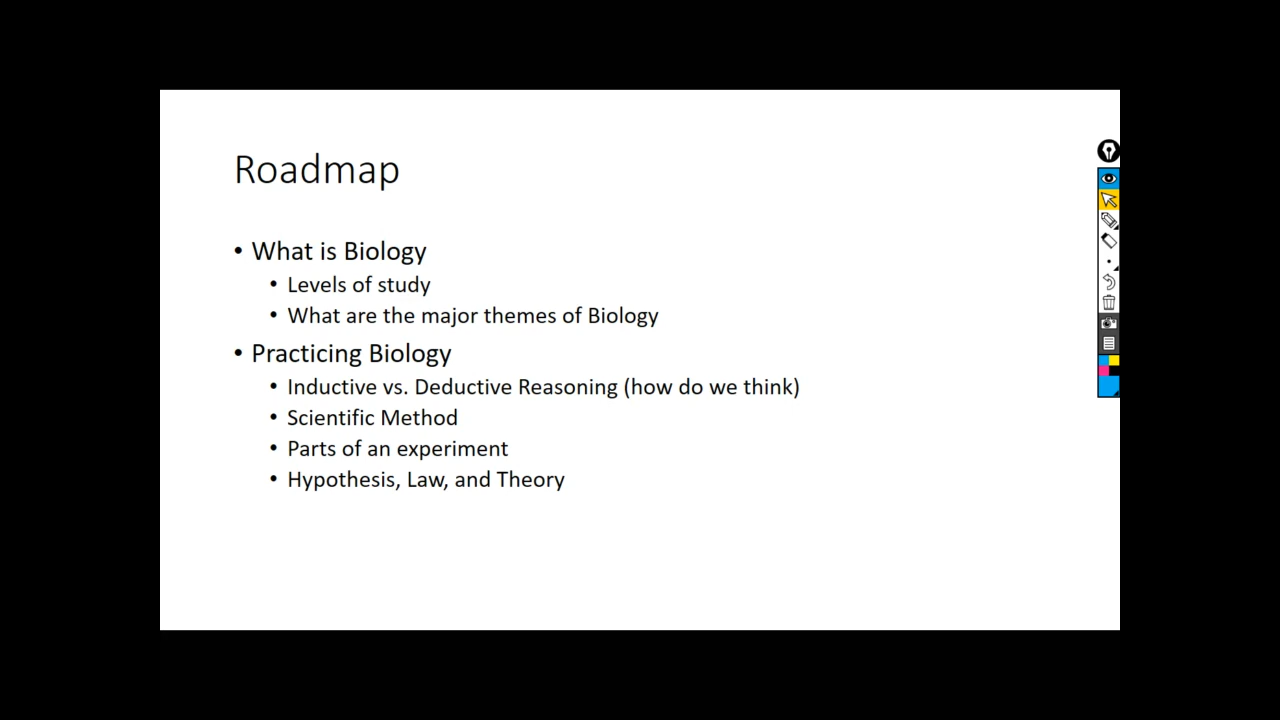 Roadmap
• What is Biology
• Levels of study
• What are the major themes of Biology
• Practicing Biology
• Inductive vs. Deductive Reasoning (how do we think)
• Scientific Method
• Parts of an experiment
• Hypothesis, Law, and Theory